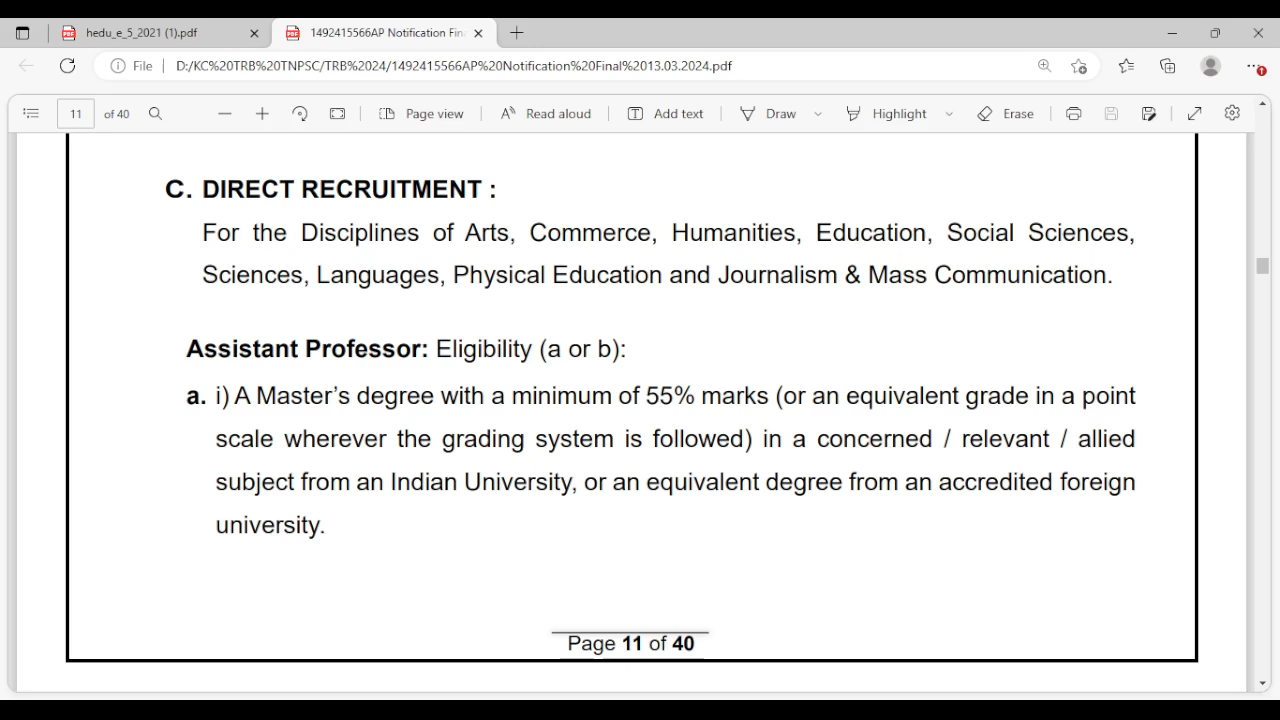 hedu_e_5_2021 (1).pdf
1492415566AP Notification Fin
File D:/KC%20TRB%20TNPSC/TRB%2024/1492415566AP%20Notification%20Final%2013.03.2024.pdf
11 of 40 Page view Read aloud Add text Draw Highlight Erase
C. DIRECT RECRUITMENT :
For the Disciplines of Arts, Commerce, Humanities, Education, Social Sciences,
Sciences, Languages, Physical Education and Journalism & Mass Communication.
Assistant Professor: Eligibility (a or b):
a. i) A Master's degree with a minimum of 55% marks (or an equivalent grade in a point
scale wherever the grading system is followed) in a concerned / relevant / allied
subject from an Indian University, or an equivalent degree from an accredited foreign
university.
Page 11 of 40